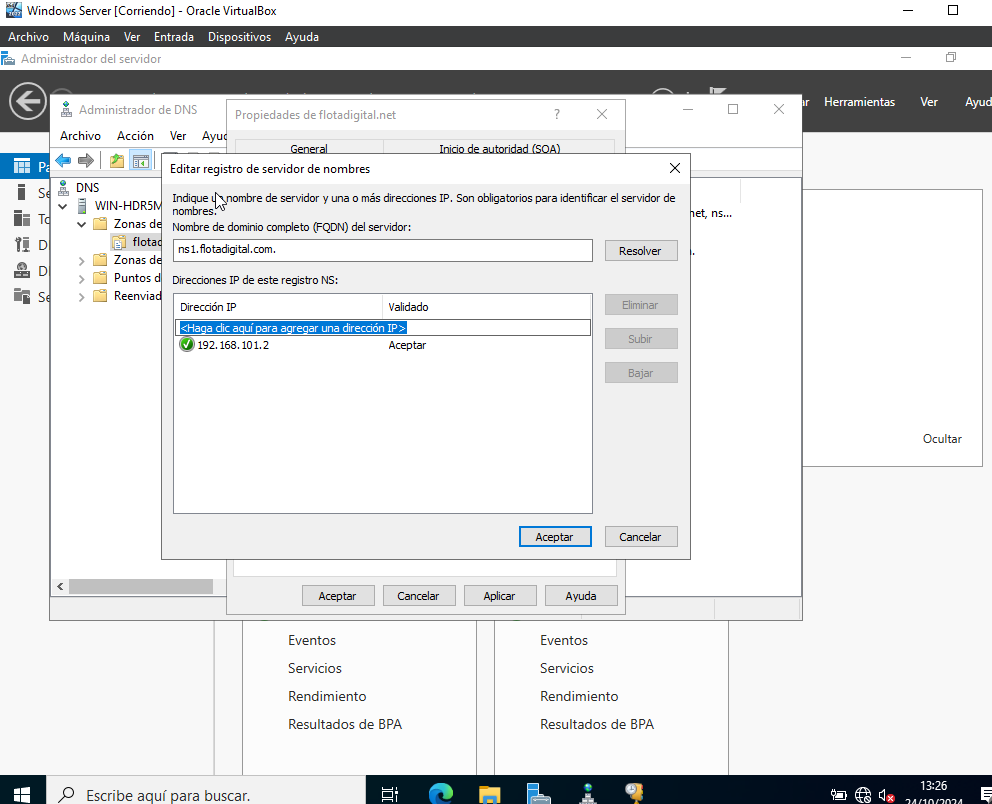 Windows Server [Corriendo] - Oracle VirtualBox
Archivo Máquina Ver Entrada Dispositivos Ayuda
Administrador del servidor
Herramientas Ver
Administrador de DNS
Propiedades de flotadigital.net ?
Archivo Acción Ver
General Inicio de autoridad (SOA)
Editar registro de servidor de nombres
DNS
Indique un nombre de servidor y una o más direcciones IP. Son obligatorios para identificar el servidor de
nombres.
Nombre de dominio completo (FQDN) del servidor:
ns1.flotadigital.com.
Resolver
Direcciones IP de este registro NS:
Dirección IP Validado
<Haga clic aquí para agregar una dirección IP>
192.168.101.2 Aceptar
Eliminar
Subir
Bajar
Zonas de
Zonas de
Puntos d
Reenviad
Ocultar
Aceptar Cancelar
Aceptar Cancelar Aplicar Ayuda
Eventos
Servicios
Rendimiento
Resultados de BPA
Eventos
Servicios
Rendimiento
Resultados de BPA
Escribe aquí para buscar.
13:26
24/10/2024